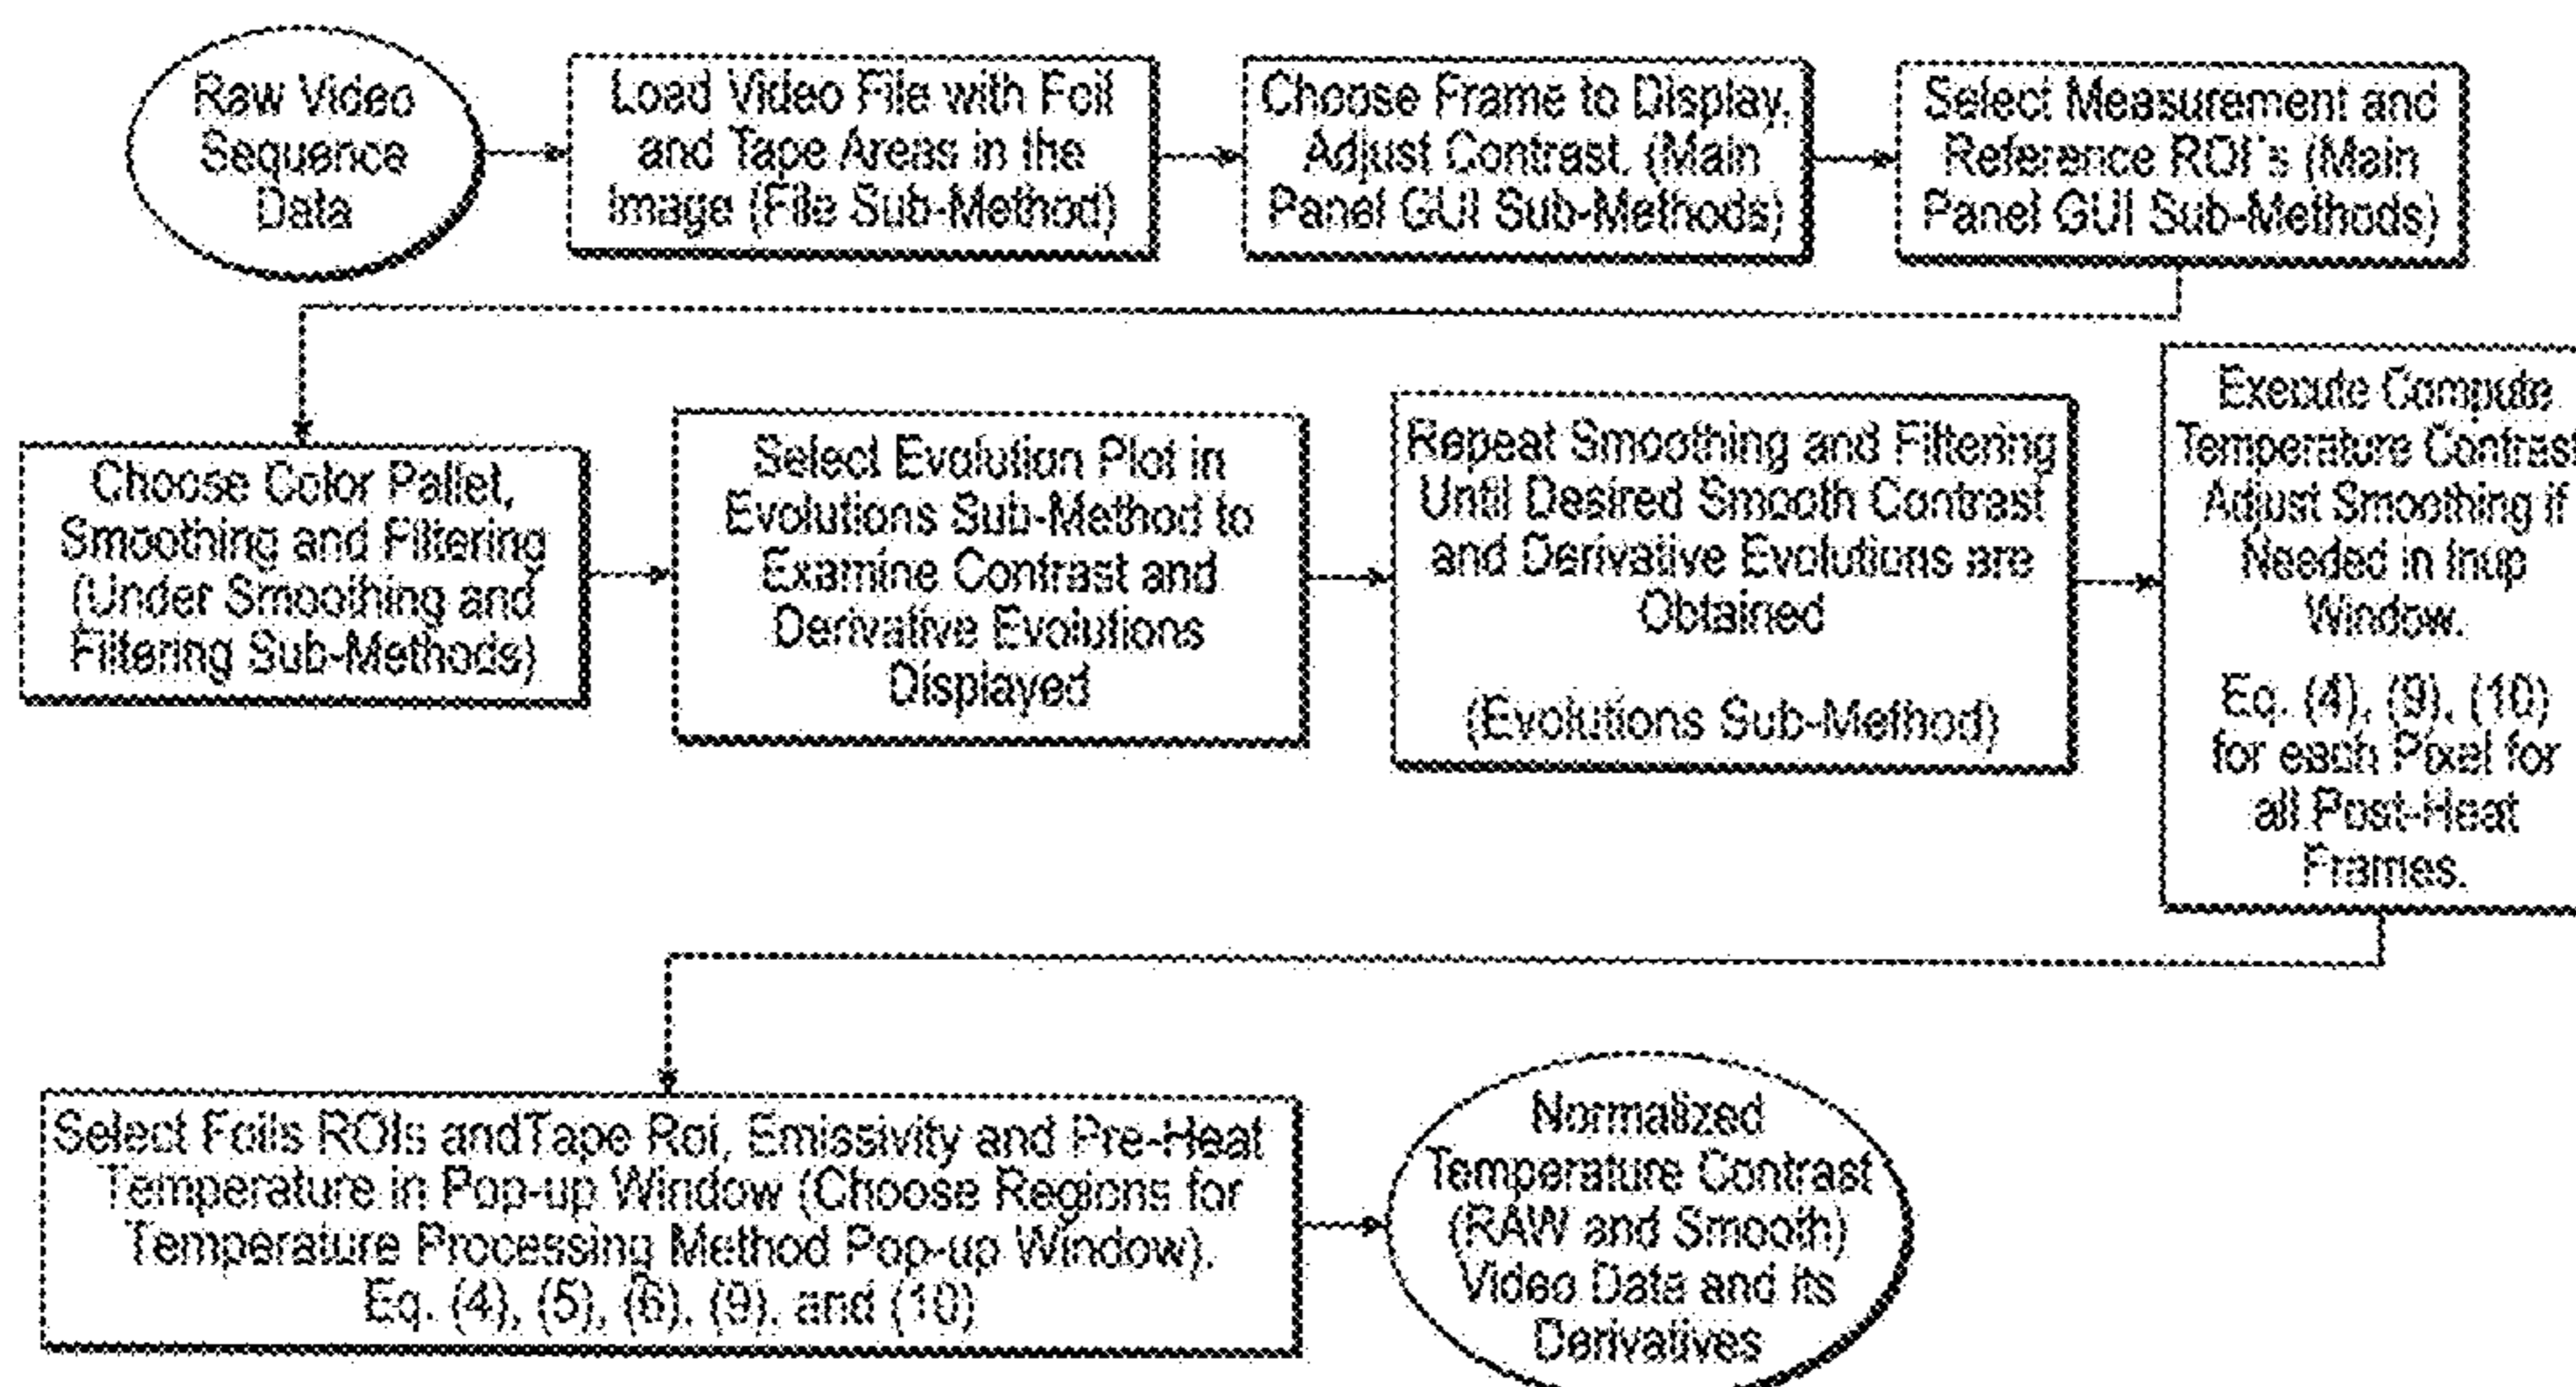 Raw Video
Sequence
Data
Load Video File with Foil
and Tape Areas in the
Image (File Sub-Method)
Choose Frame to Display,
Adjust Contrast. (Main
Panel GUI Sub-Methods)
Select Measurement and
Reference ROI's (Main
Panel GUI Sub-Methods)
Choose Color Pallet,
Smoothing and Filtering
(Under Smoothing and
Filtering Sub-Methods)
Select Evolution Plot in
Evolutions Sub-Method to
Examine Contrast and
Derivative Evolutions
Displayed
Repeat Smoothing and Filtering
Until Desired Smooth Contrast
and Derivative Evolutions are
Obtained
(Evolutions Sub-Method)
Execute Compute
Temperature Contrast
Adjust Smoothing if
Needed in Inup
Window.
Eq. (4), (9), (10)
for each Pixel for
all Post-Heat
Frames.
Select Foils ROIs andTape Roi, Emissivity and Pre-Heat
Temperature in Pop-up Window (Choose Regions for
Temperature Processing Method Pop-up Window).
Eq. (4), (5), (6), (9), and (10)
Normalized
Temperature Contrast
(RAW and Smooth)
Video Data and its
Derivatives